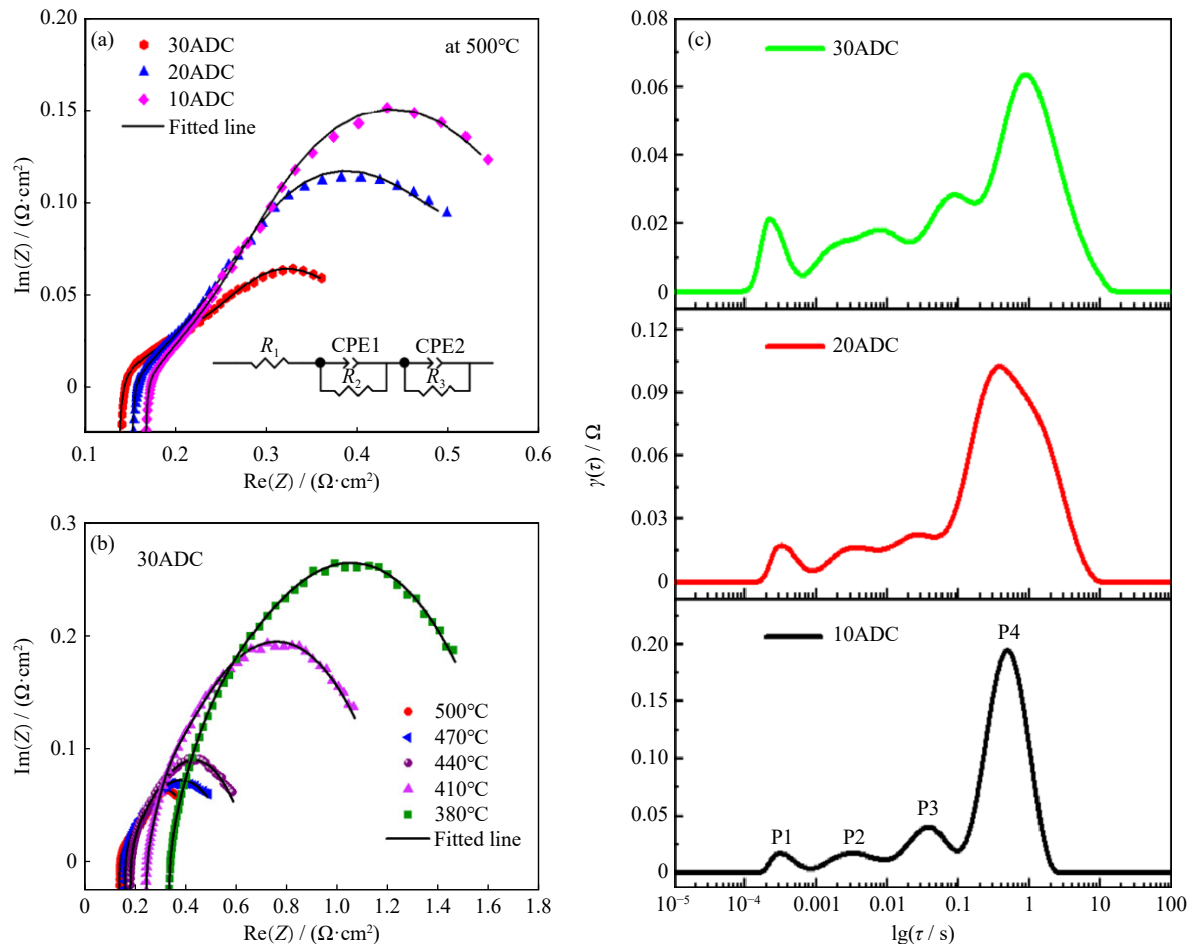 (a)
at 500℃
30ADC
20ADC
10ADC
Fitted line
0.20
0.15
0.10
0.05
0
Im(Z) / (Ω·cm²)
R₁
CPE1
R₂
CPE2
R₃
0.1 0.2 0.3 0.4 0.5 0.6
Re(Z) / (Ω·cm²)
(b)
30ADC
0.3
0.2
0.1
0
Im(Z) / (Ω·cm²)
500℃
470℃
440℃
410℃
380℃
Fitted line
0 0.2 0.4 0.6 0.8 1.0 1.2 1.4 1.6 1.8
Re(Z) / (Ω·cm²)
(c)
30ADC
0.08
0.06
0.04
0.02
0
20ADC
0.12
0.09
0.06
0.03
0
γ(τ) / Ω
10ADC
0.20
0.15
0.10
0.05
0
P1 P2 P3 P4
10⁻⁵ 10⁻⁴ 0.001 0.01 0.1 1 10 100
lg(τ / s)